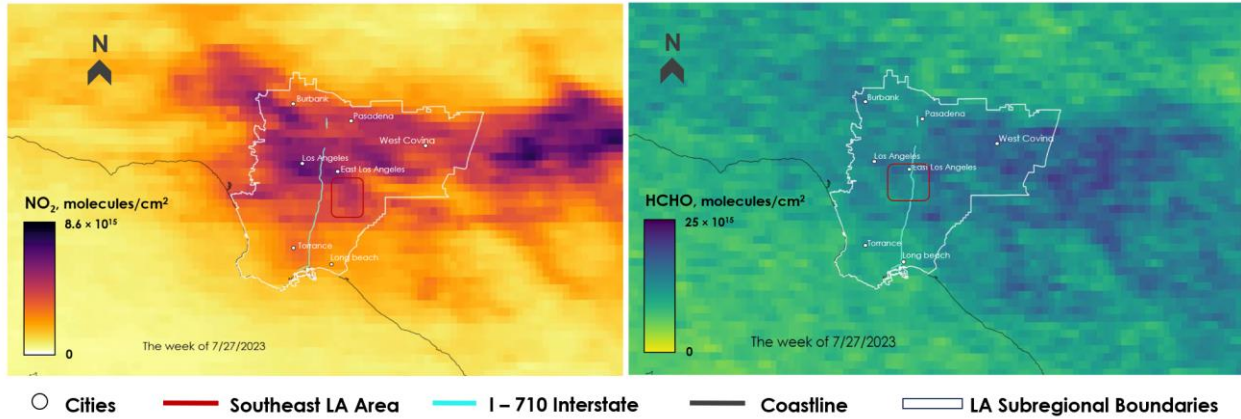 N
Burbank
Pasadena
West Covina
Los Angeles
East Los Angeles
NO₂, molecules/cm²
8.6 × 10¹⁵
Torrance
Long beach
0
The week of 7/27/2023
N
Burbank
Pasadena
West Covina
Los Angeles
East Los Angeles
HCHO, molecules/cm²
25 × 10¹⁵
Torrance
Long beach
0
The week of 7/27/2023
Cities
Southeast LA Area
I – 710 Interstate
Coastline
LA Subregional Boundaries